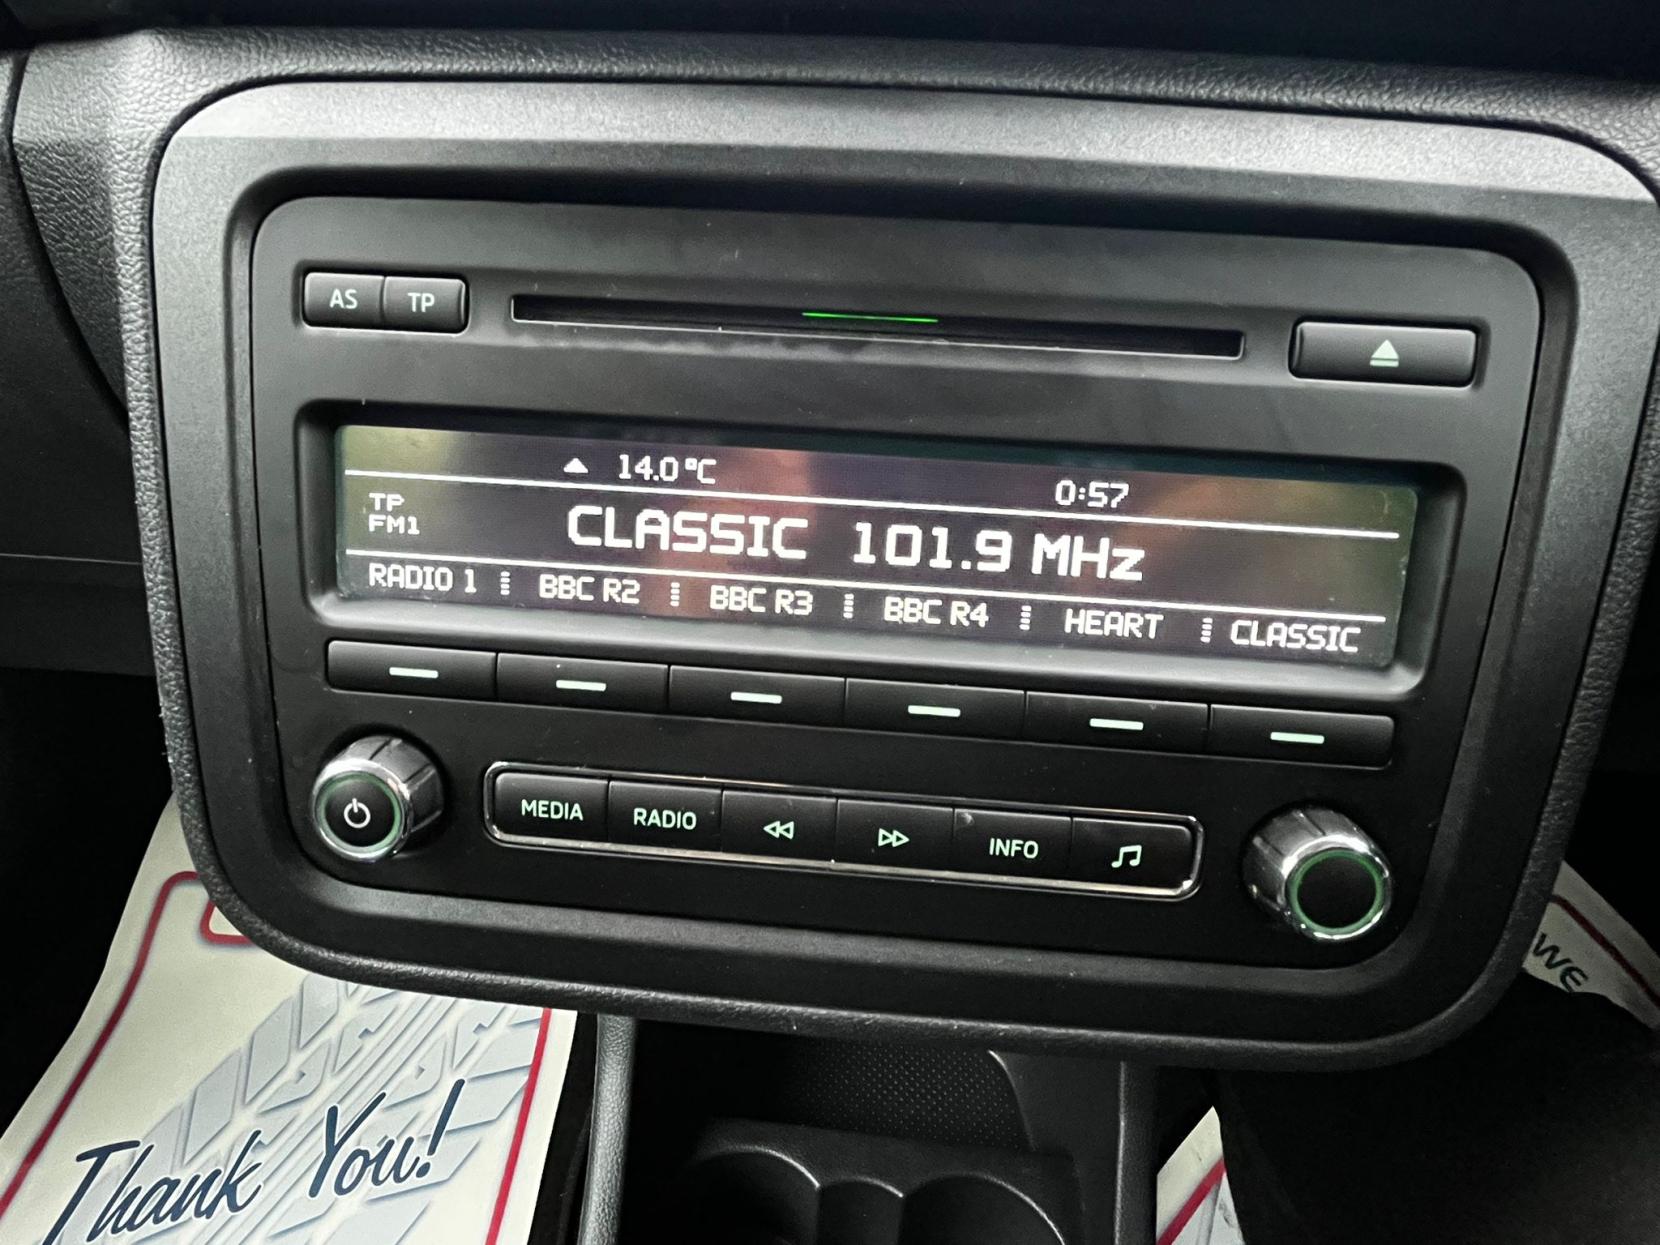 AS TP
14.0°C 0:57
TP
FM1
CLASSIC 101.9 MHz
RADIO 1 BBC R2 BBC R3 BBC R4 HEART CLASSIC
MEDIA RADIO INFO
WE
Thank You!